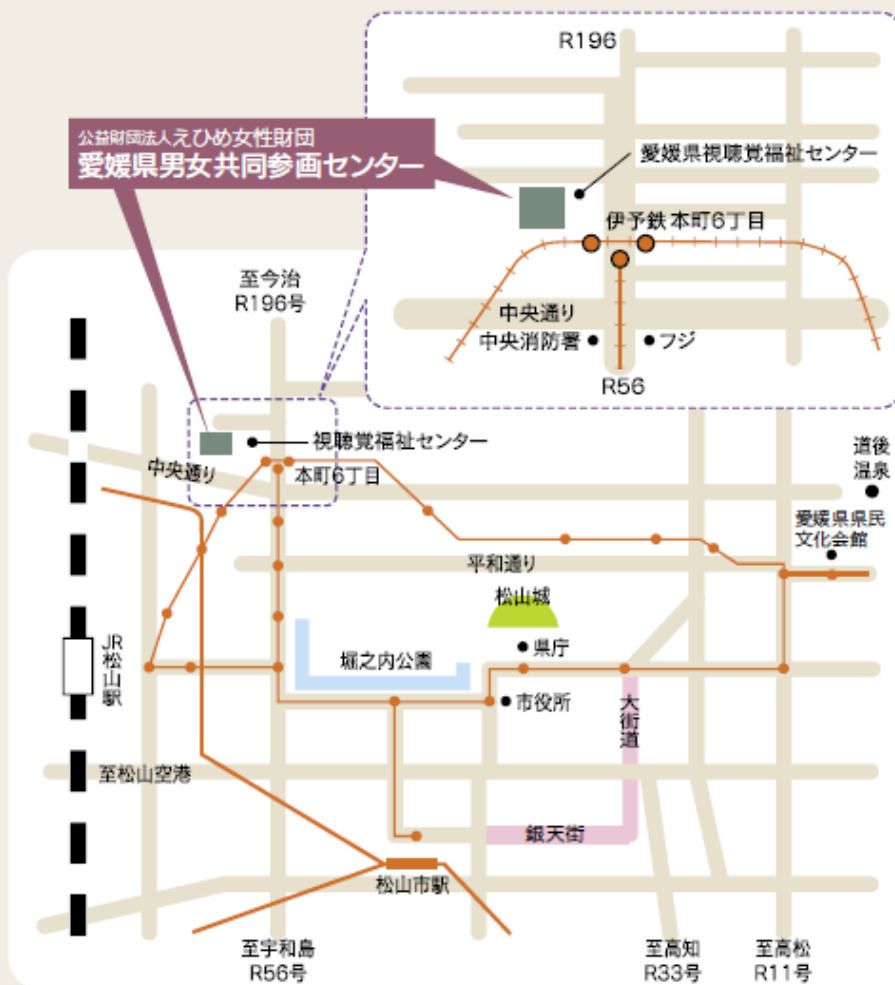 R196
公益財団法人えひめ女性財団
愛媛県男女共同参画センター
愛媛県視聴覚福祉センター
伊予鉄 本町6丁目
中央通り
中央消防署
フジ
R56
至今治
R196号
視聴覚福祉センター
中央通り
本町6丁目
道後
温泉
愛媛県県民
文化会館
平和通り
松山城
県庁
堀之内公園
JR松山駅
市役所
大街道
至松山空港
銀天街
松山市駅
至宇和島
R56号
至高知
R33号
至高松
R11号